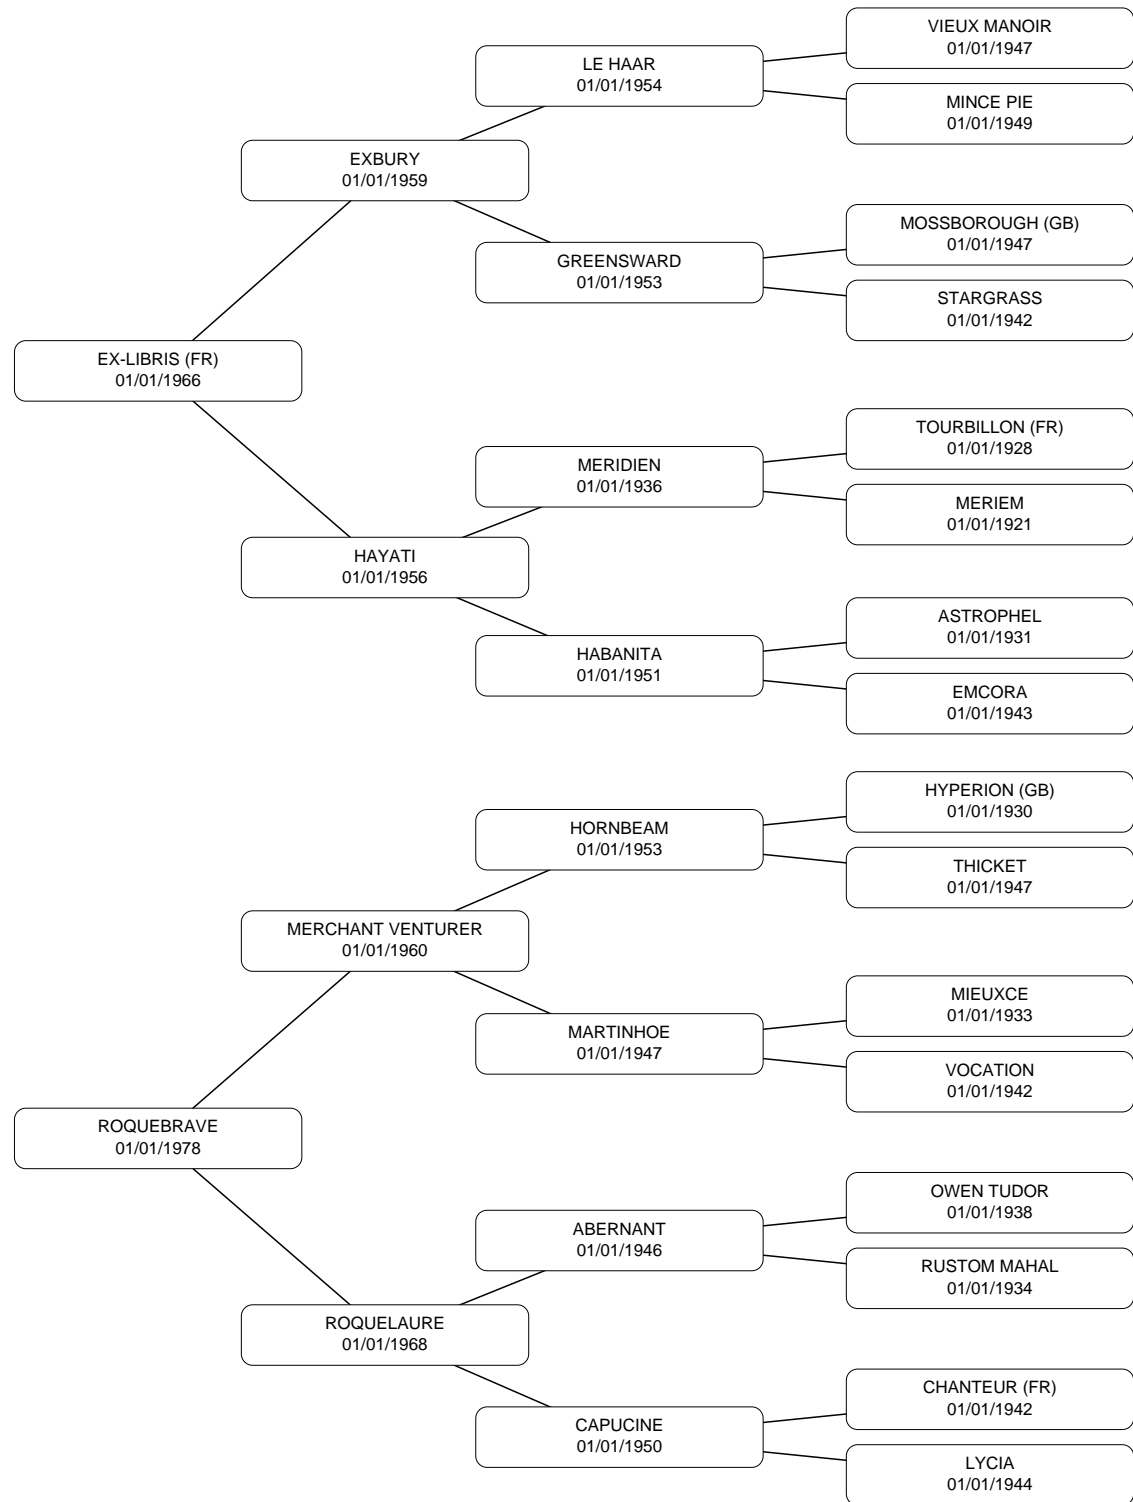 VIEUX MANOIR
01/01/1947
LE HAAR
01/01/1954
MINCE PIE
01/01/1949
EXBURY
01/01/1959
MOSSBOROUGH (GB)
01/01/1947
GREENSWARD
01/01/1953
STARGRASS
01/01/1942
EX-LIBRIS (FR)
01/01/1966
TOURBILLON (FR)
01/01/1928
MERIDIEN
01/01/1936
MERIEM
01/01/1921
HAYATI
01/01/1956
ASTROPHEL
01/01/1931
HABANITA
01/01/1951
EMCORA
01/01/1943
HYPERION (GB)
01/01/1930
HORNBEAM
01/01/1953
THICKET
01/01/1947
MERCHANT VENTURER
01/01/1960
MIEUXCE
01/01/1933
MARTINHOE
01/01/1947
VOCATION
01/01/1942
ROQUEBRAVE
01/01/1978
OWEN TUDOR
01/01/1938
ABERNANT
01/01/1946
RUSTOM MAHAL
01/01/1934
ROQUELAURE
01/01/1968
CHANTEUR (FR)
01/01/1942
CAPUCINE
01/01/1950
LYCIA
01/01/1944